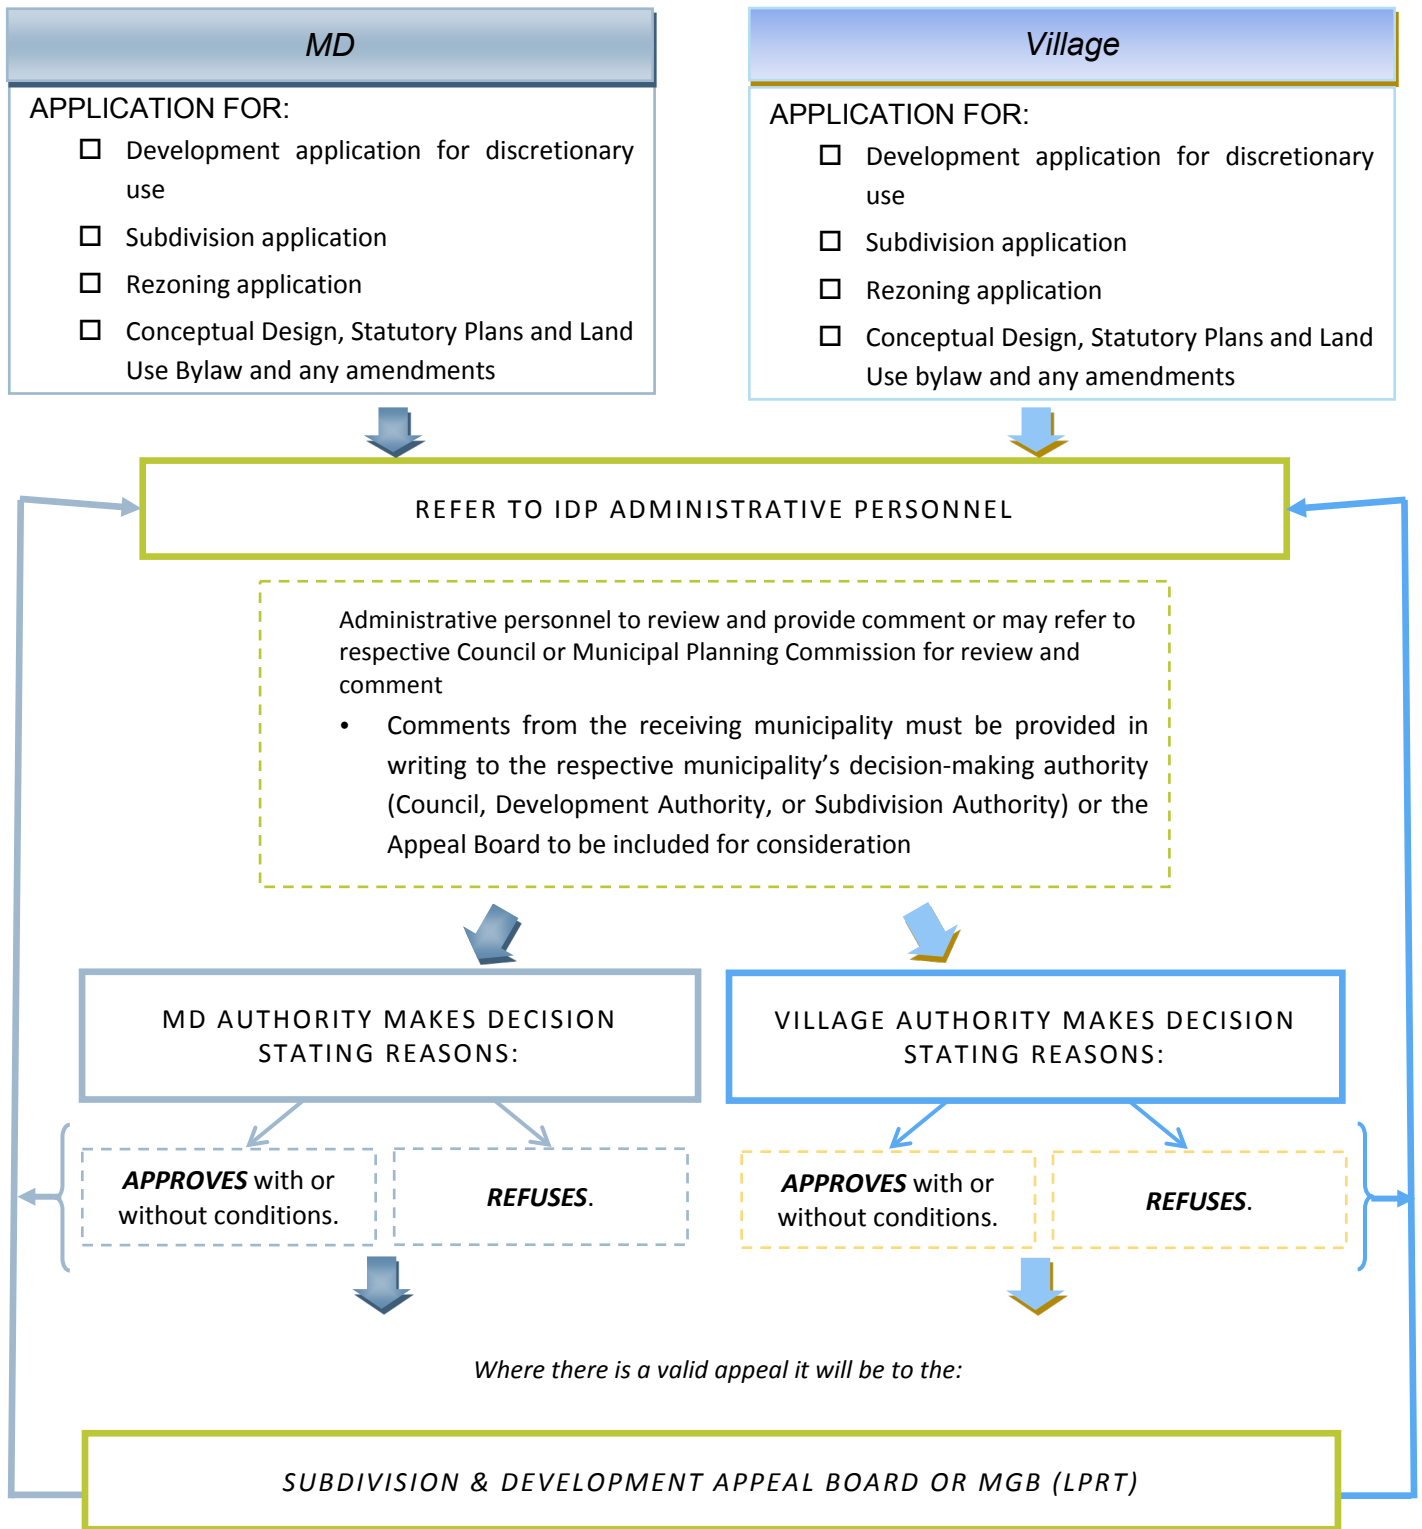 MD
APPLICATION FOR:
☐ Development application for discretionary
use
☐ Subdivision application
☐ Rezoning application
☐ Conceptual Design, Statutory Plans and Land
Use Bylaw and any amendments
Village
APPLICATION FOR:
☐ Development application for discretionary
use
☐ Subdivision application
☐ Rezoning application
☐ Conceptual Design, Statutory Plans and Land
Use bylaw and any amendments
REFER TO IDP ADMINISTRATIVE PERSONNEL
Administrative personnel to review and provide comment or may refer to
respective Council or Municipal Planning Commission for review and
comment
• Comments from the receiving municipality must be provided in
writing to the respective municipality’s decision-making authority
(Council, Development Authority, or Subdivision Authority) or the
Appeal Board to be included for consideration
MD AUTHORITY MAKES DECISION
STATING REASONS:
VILLAGE AUTHORITY MAKES DECISION
STATING REASONS:
APPROVES with or
without conditions.
REFUSES.
APPROVES with or
without conditions.
REFUSES.
Where there is a valid appeal it will be to the:
SUBDIVISION & DEVELOPMENT APPEAL BOARD OR MGB (LPRT)